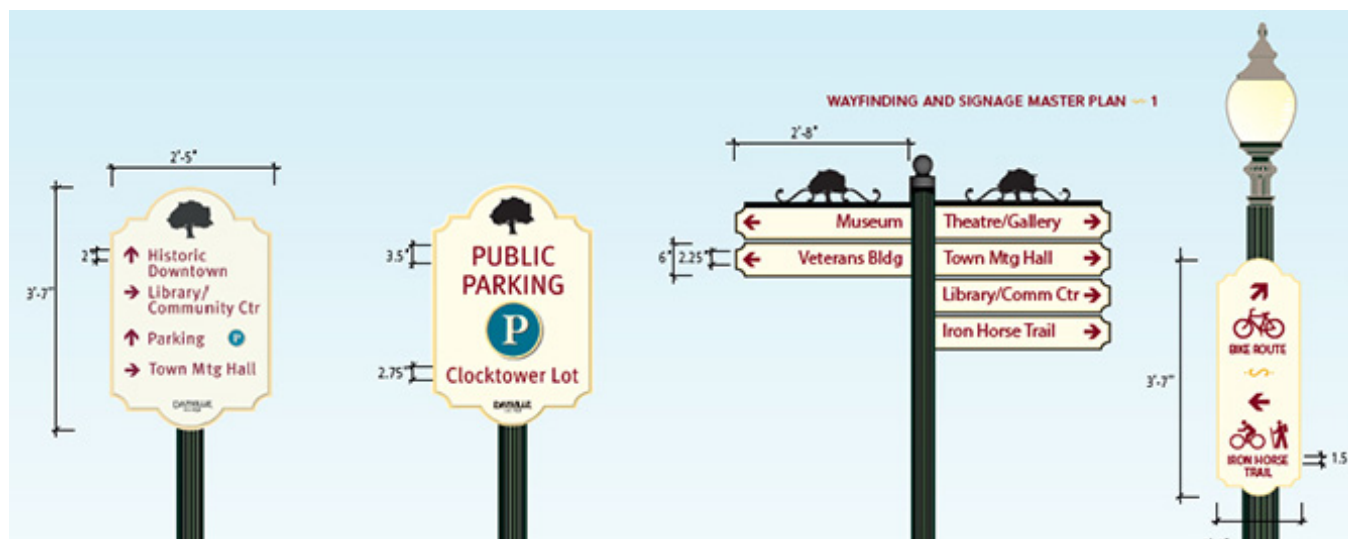 WAYFINDING AND SIGNAGE MASTER PLAN ~ 1
2'-5"
3'-7"
2"
Historic
Downtown
Library/
Community Ctr
Parking P
Town Mtg Hall
DANVILLE
3.5"
PUBLIC
PARKING
P
2.75"
Clocktower Lot
DANVILLE
2'-8"
6"
2.25"
Museum
Veterans Bldg
Theatre/Gallery
Town Mtg Hall
Library/Comm Ctr
Iron Horse Trail
3'-7"
BIKE ROUTE
IRON HORSE
TRAIL
1.5